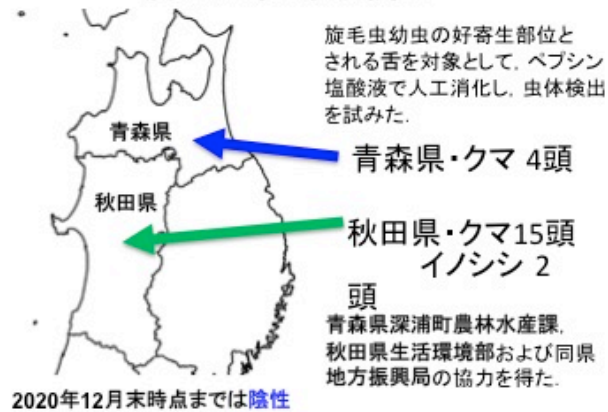 旋毛虫幼虫の好寄生部位と
される舌を対象として, ペプシン
塩酸液で人工消化し, 虫体検出
を試みた.
青森県
青森県・クマ 4頭
秋田県
秋田県・クマ15頭
イノシシ 2
頭
青森県深浦町農林水産課,
秋田県生活環境部および同県
地方振興局の協力を得た.
2020年12月末時点までは陰性